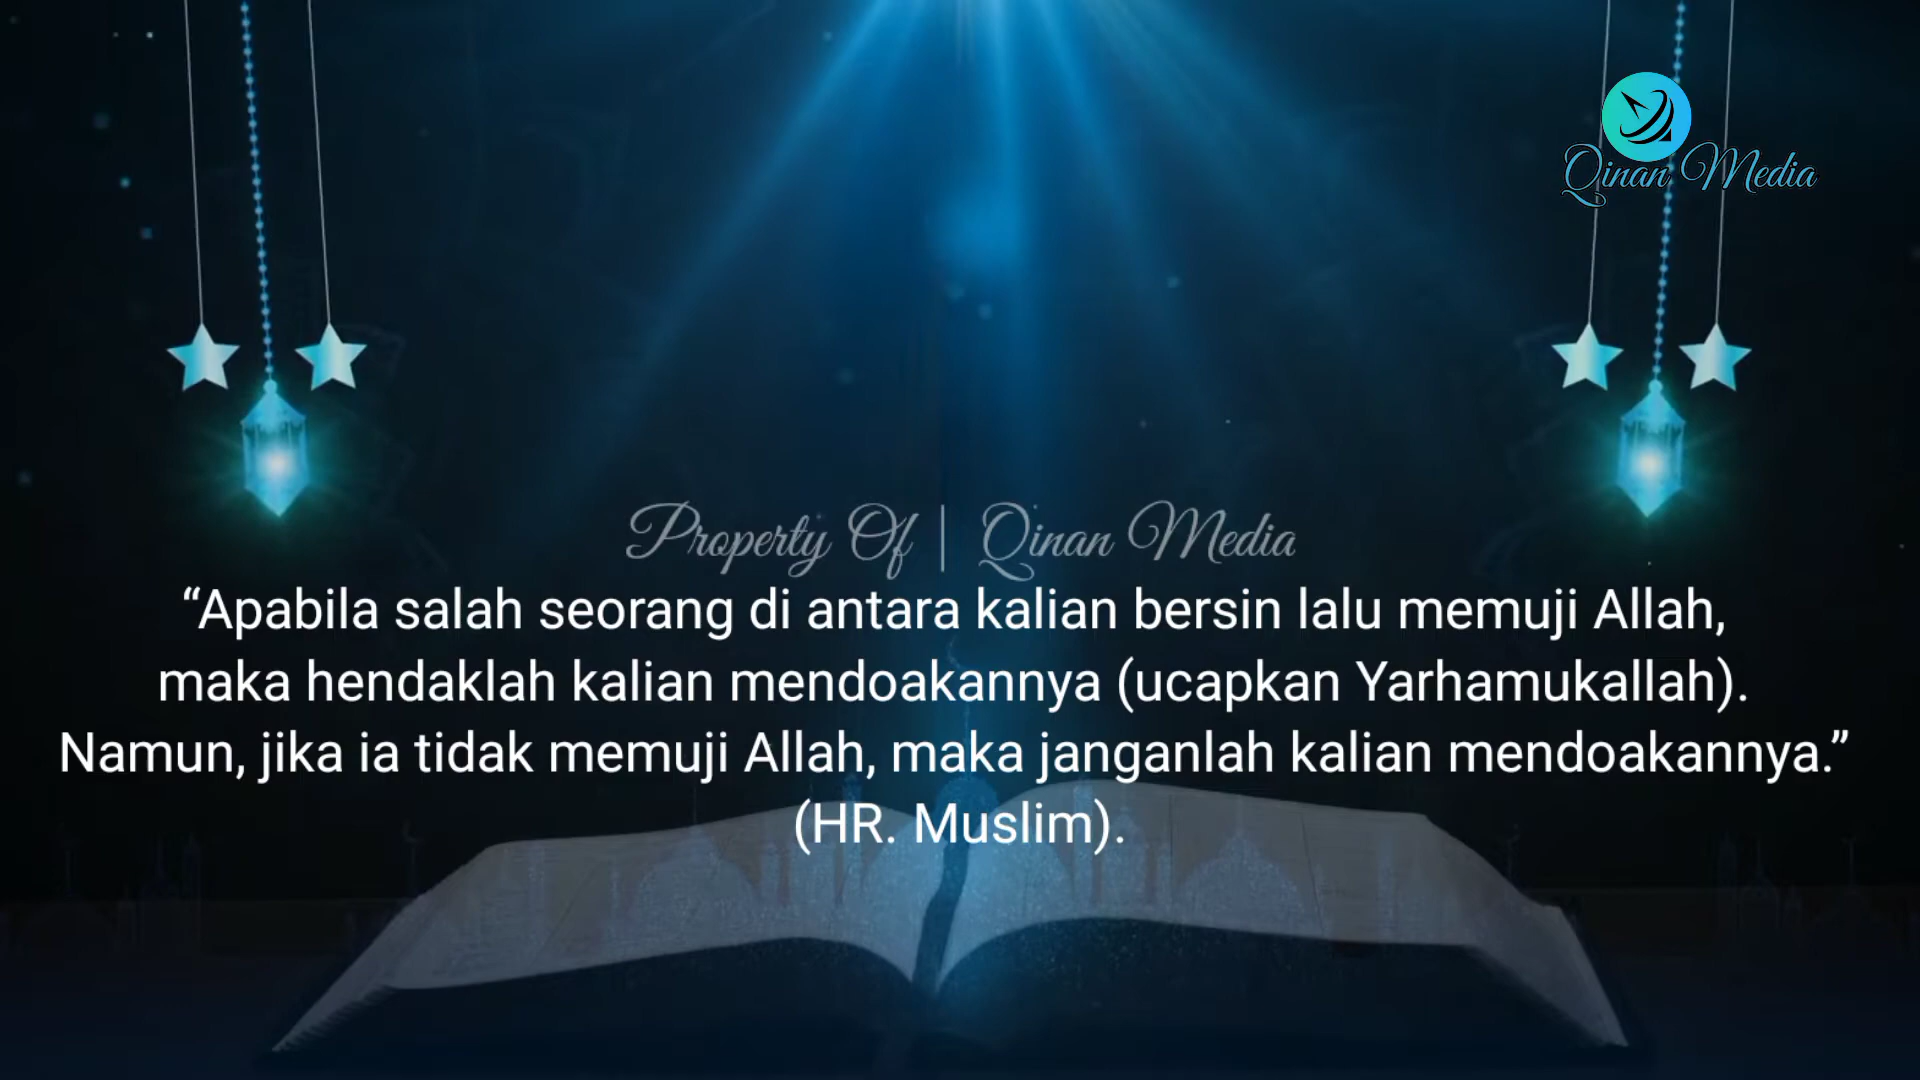 Qinan Media
Property Of | Qinan Media
“Apabila salah seorang di antara kalian bersin lalu memuji Allah,
maka hendaklah kalian mendoakannya (ucapkan Yarhamukallah).
Namun, jika ia tidak memuji Allah, maka janganlah kalian mendoakannya.”
(HR. Muslim).